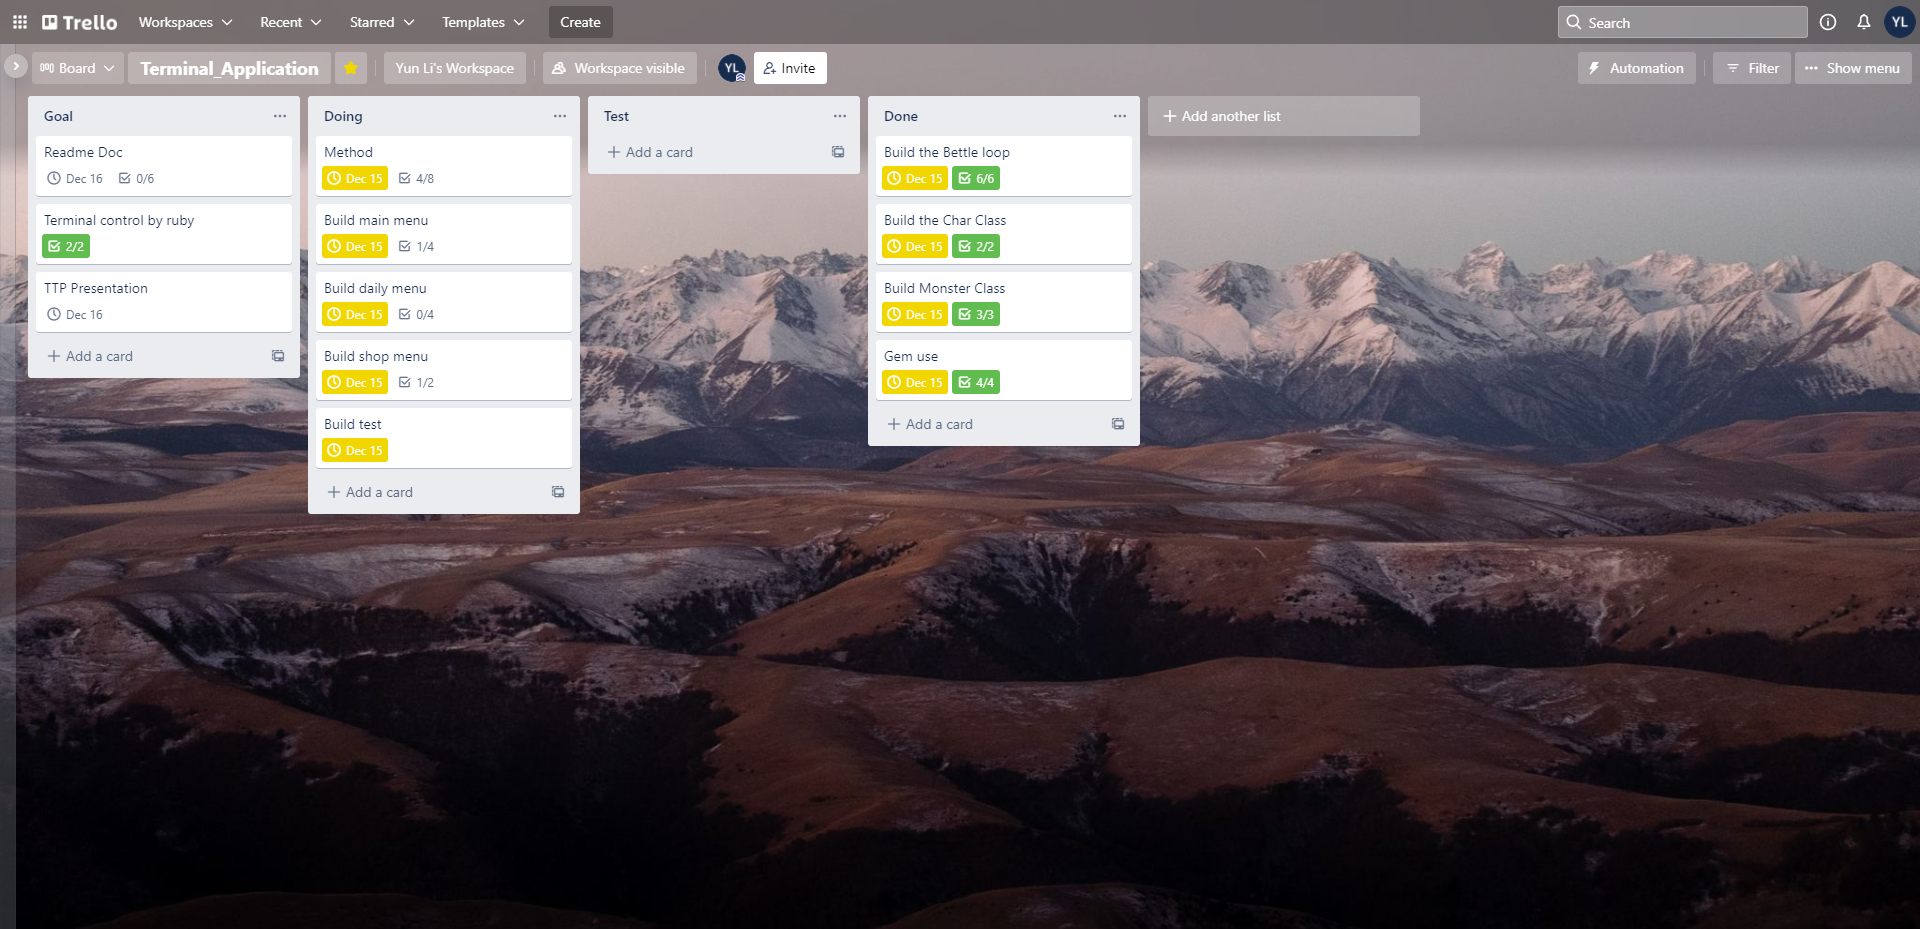 Trello Workspaces Recent Starred Templates Create Search YL
Board Terminal_Application Yun Li's Workspace Workspace visible YL Invite Automation Filter Show menu
Goal
Readme Doc
Dec 16 0/6
Terminal control by ruby
2/2
TTP Presentation
Dec 16
Add a card
Doing
Method
Dec 15 4/8
Build main menu
Dec 15 1/4
Build daily menu
Dec 15 0/4
Build shop menu
Dec 15 1/2
Build test
Dec 15
Add a card
Test
Add a card
Done
Build the Bettle loop
Dec 15 6/6
Build the Char Class
Dec 15 2/2
Build Monster Class
Dec 15 3/3
Gem use
Dec 15 4/4
Add a card
Add another list